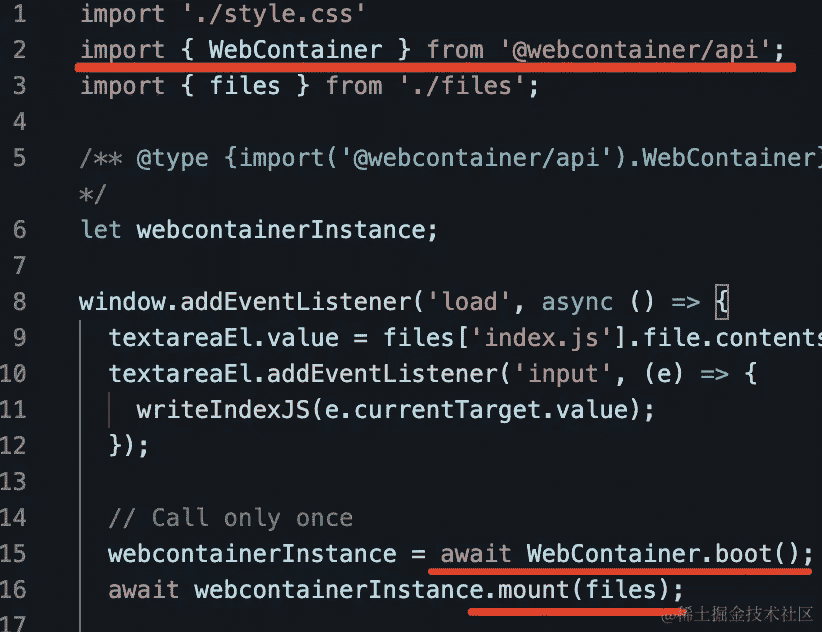 1 import './style.css'
2 import { WebContainer } from '@webcontainer/api';
3 import { files } from './files';
4
5 /** @type {import('@webcontainer/api').WebContainer}
*/
6 let webcontainerInstance;
7
8 window.addEventListener('load', async () => {
9 textareaEl.value = files['index.js'].file.contents
10 textareaEl.addEventListener('input', (e) => {
11 writeIndexJS(e.currentTarget.value);
12 });
13
14 // Call only once
15 webcontainerInstance = await WebContainer.boot();
16 await webcontainerInstance.mount(files);
17
@稀土掘金技术社区